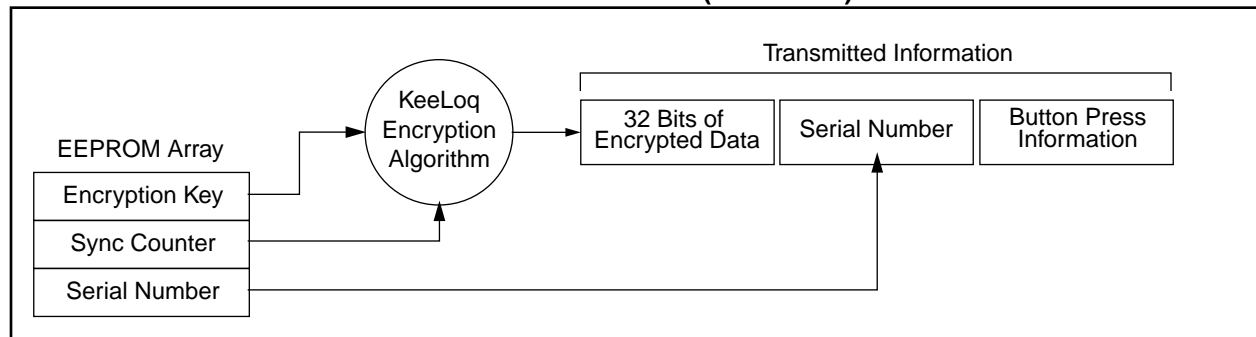 Transmitted Information
KeeLoq
Encryption
Algorithm
32 Bits of
Encrypted Data
Serial Number
Button Press
Information
EEPROM Array
Encryption Key
Sync Counter
Serial Number